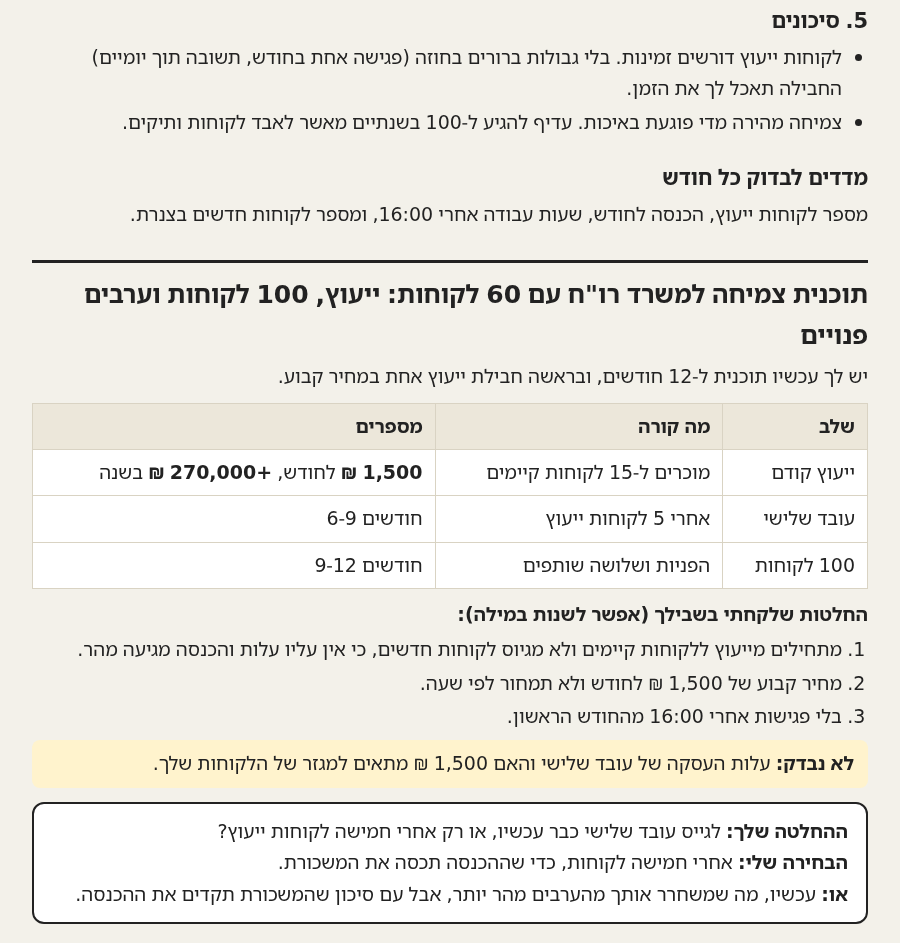 5. סיכונים
• לקוחות ייעוץ דורשים זמינות. בלי גבולות ברורים בחוזה (פגישה אחת בחודש, תשובה תוך יומיים)
החבילה תאכל לך את הזמן.
• צמיחה מהירה מדי פוגעת באיכות. עדיף להגיע ל-100 בשנתיים מאשר לאבד לקוחות ותיקים.
מדדים לבדוק כל חודש
מספר לקוחות ייעוץ, הכנסה לחודש, שעות עבודה אחרי 16:00, ומספר לקוחות חדשים בצנרת.
תוכנית צמיחה למשרד רו"ח עם 60 לקוחות: ייעוץ, 100 לקוחות וערבים
פנויים
יש לך עכשיו תוכנית ל-12 חודשים, ובראשה חבילת ייעוץ אחת במחיר קבוע.
שלב מה קורה מספרים
ייעוץ קודם מוכרים ל-15 לקוחות קיימים 1,500 ₪ לחודש, +270,000 ₪ בשנה
עובד שלישי אחרי 5 לקוחות ייעוץ חודשים 6-9
100 לקוחות הפניות ושלושה שותפים חודשים 9-12
החלטות שלקחתי בשבילך (אפשר לשנות במילה):
1. מתחילים מייעוץ ללקוחות קיימים ולא מגיוס לקוחות חדשים, כי אין עליו עלות והכנסה מגיעה מהר.
2. מחיר קבוע של 1,500 ₪ לחודש ולא תמחור לפי שעה.
3. בלי פגישות אחרי 16:00 מהחודש הראשון.
לא נבדק: עלות העסקה של עובד שלישי והאם 1,500 ₪ מתאים למגזר של הלקוחות שלך.
ההחלטה שלך: לגייס עובד שלישי כבר עכשיו, או רק אחרי חמישה לקוחות ייעוץ?
הבחירה שלי: אחרי חמישה לקוחות, כדי שההכנסה תכסה את המשכורת.
או: עכשיו, מה שמשחרר אותך מהערבים מהר יותר, אבל עם סיכון שהמשכורת תקדים את ההכנסה.